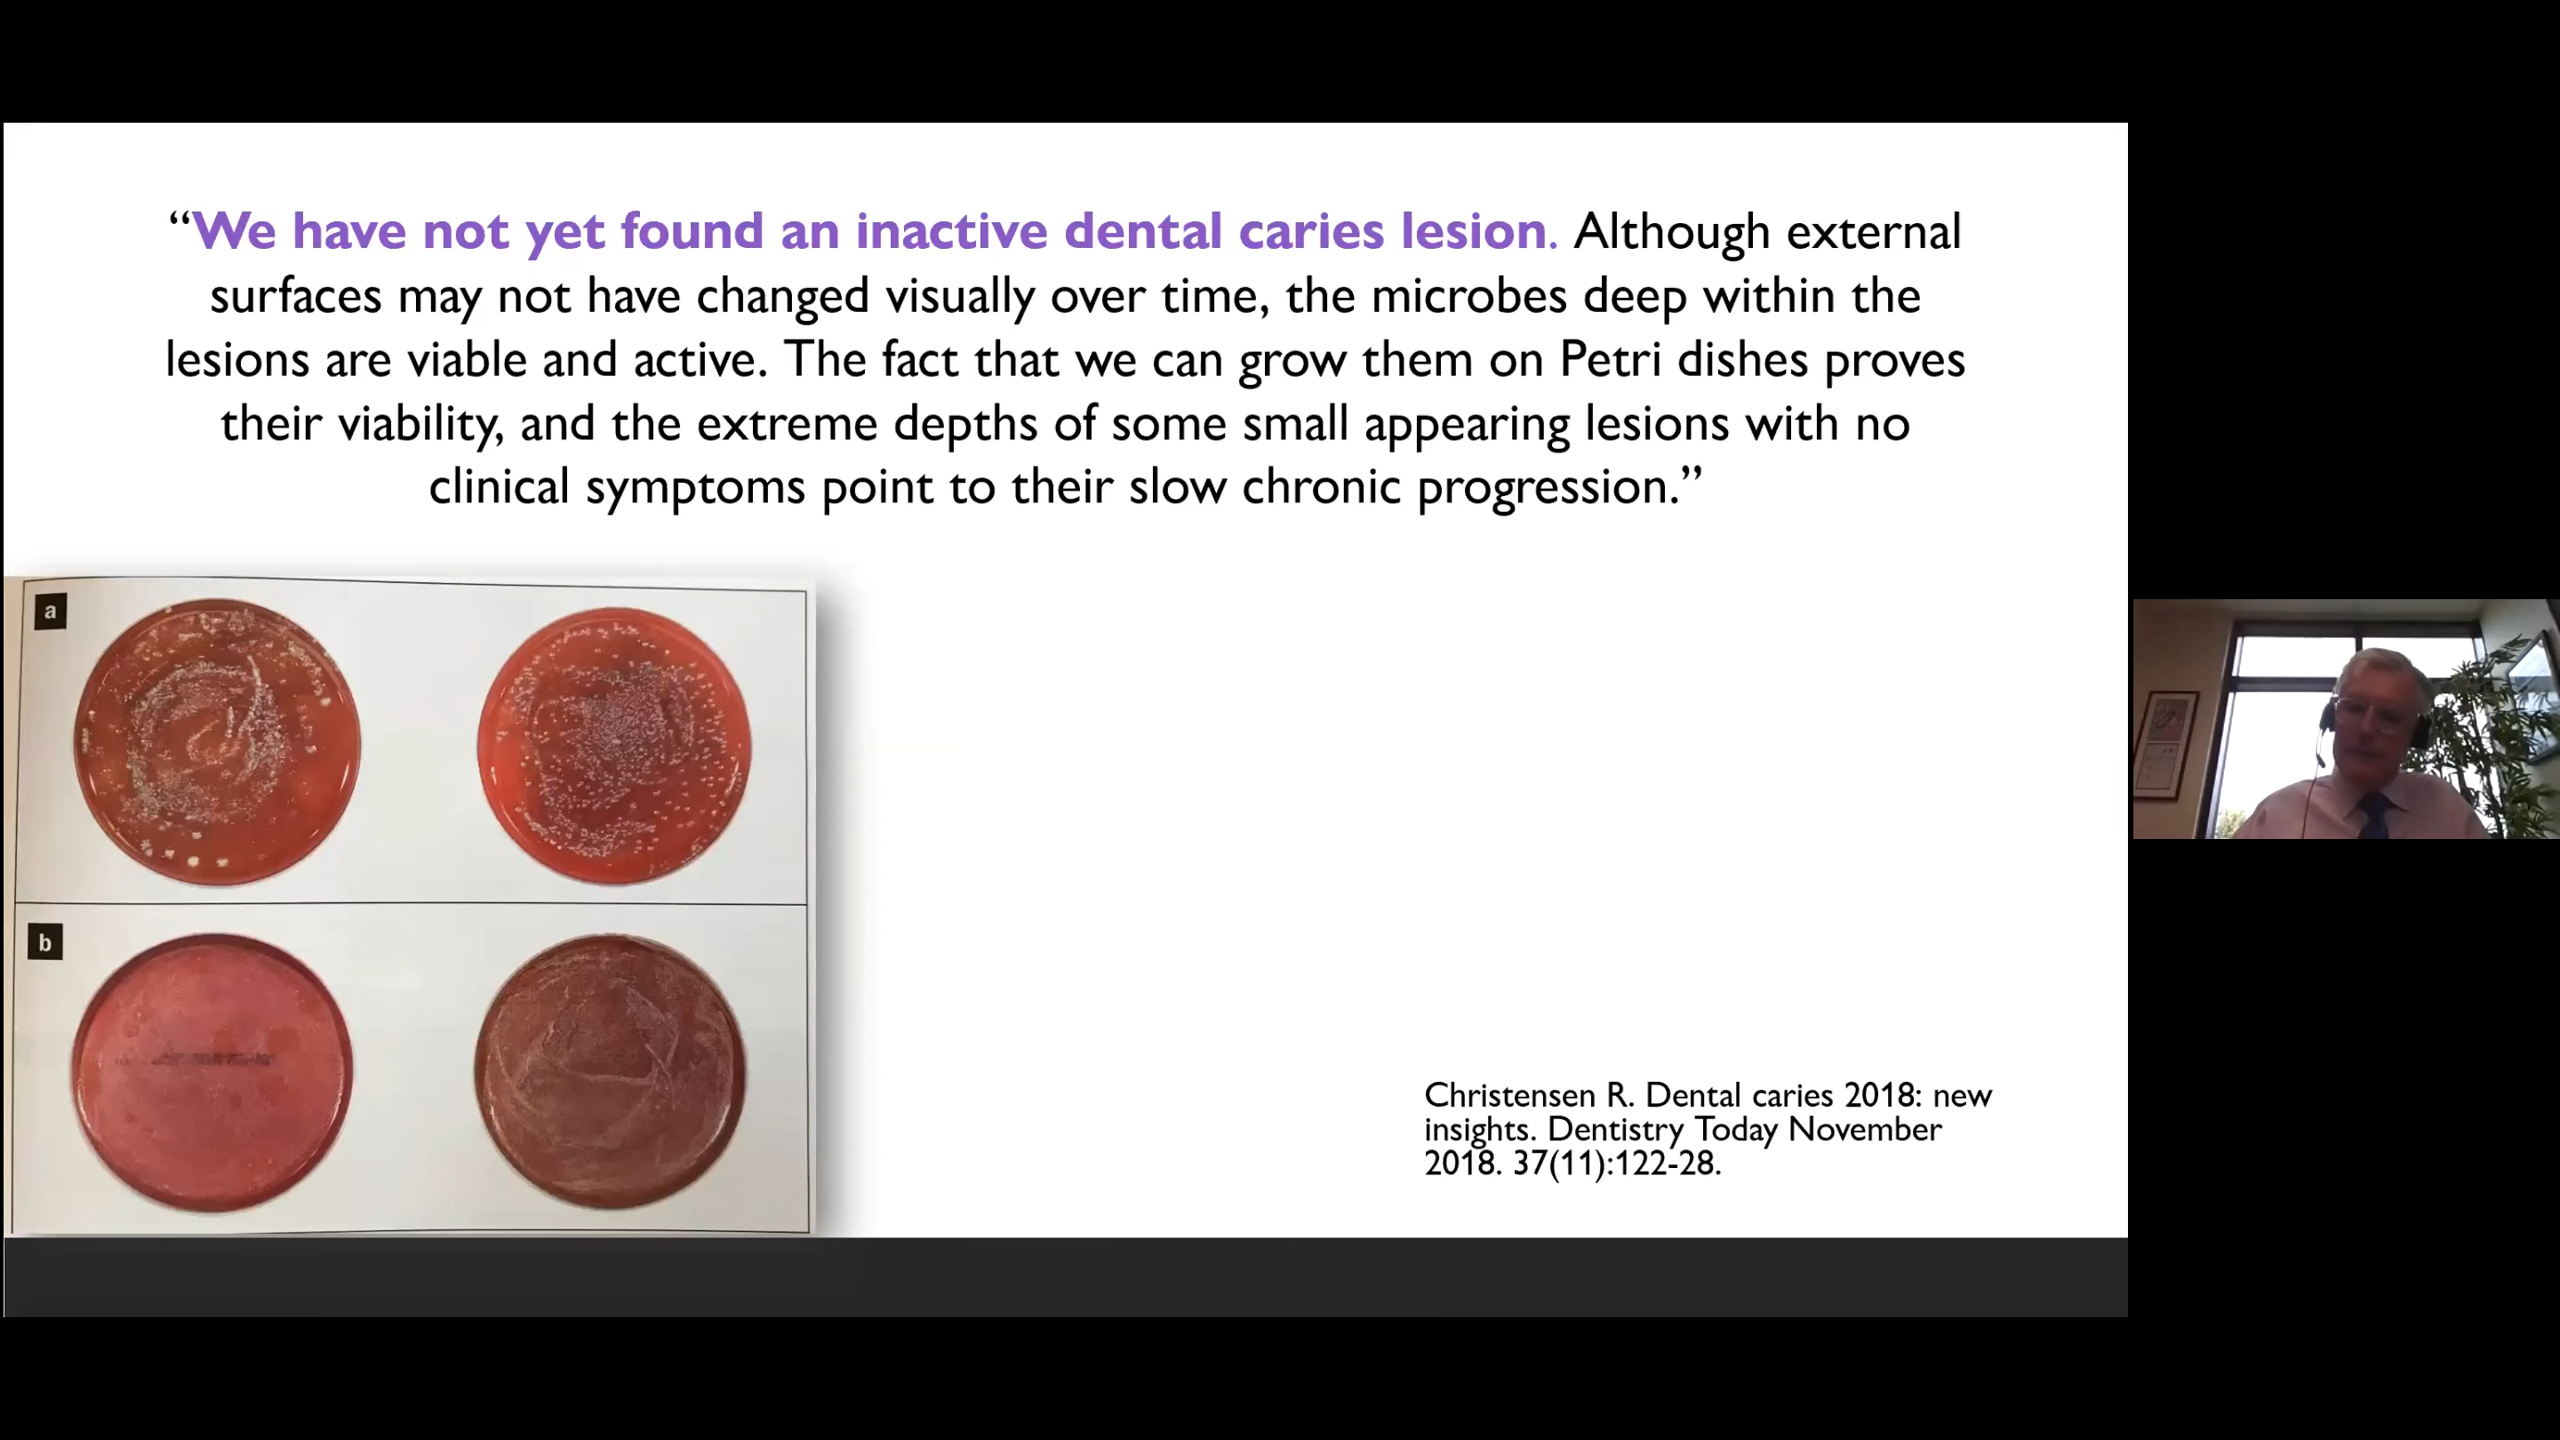 “We have not yet found an inactive dental caries lesion. Although external
surfaces may not have changed visually over time, the microbes deep within the
lesions are viable and active. The fact that we can grow them on Petri dishes proves
their viability, and the extreme depths of some small appearing lesions with no
clinical symptoms point to their slow chronic progression.”
a
b
Christensen R. Dental caries 2018: new
insights. Dentistry Today November
2018. 37(11):122-28.